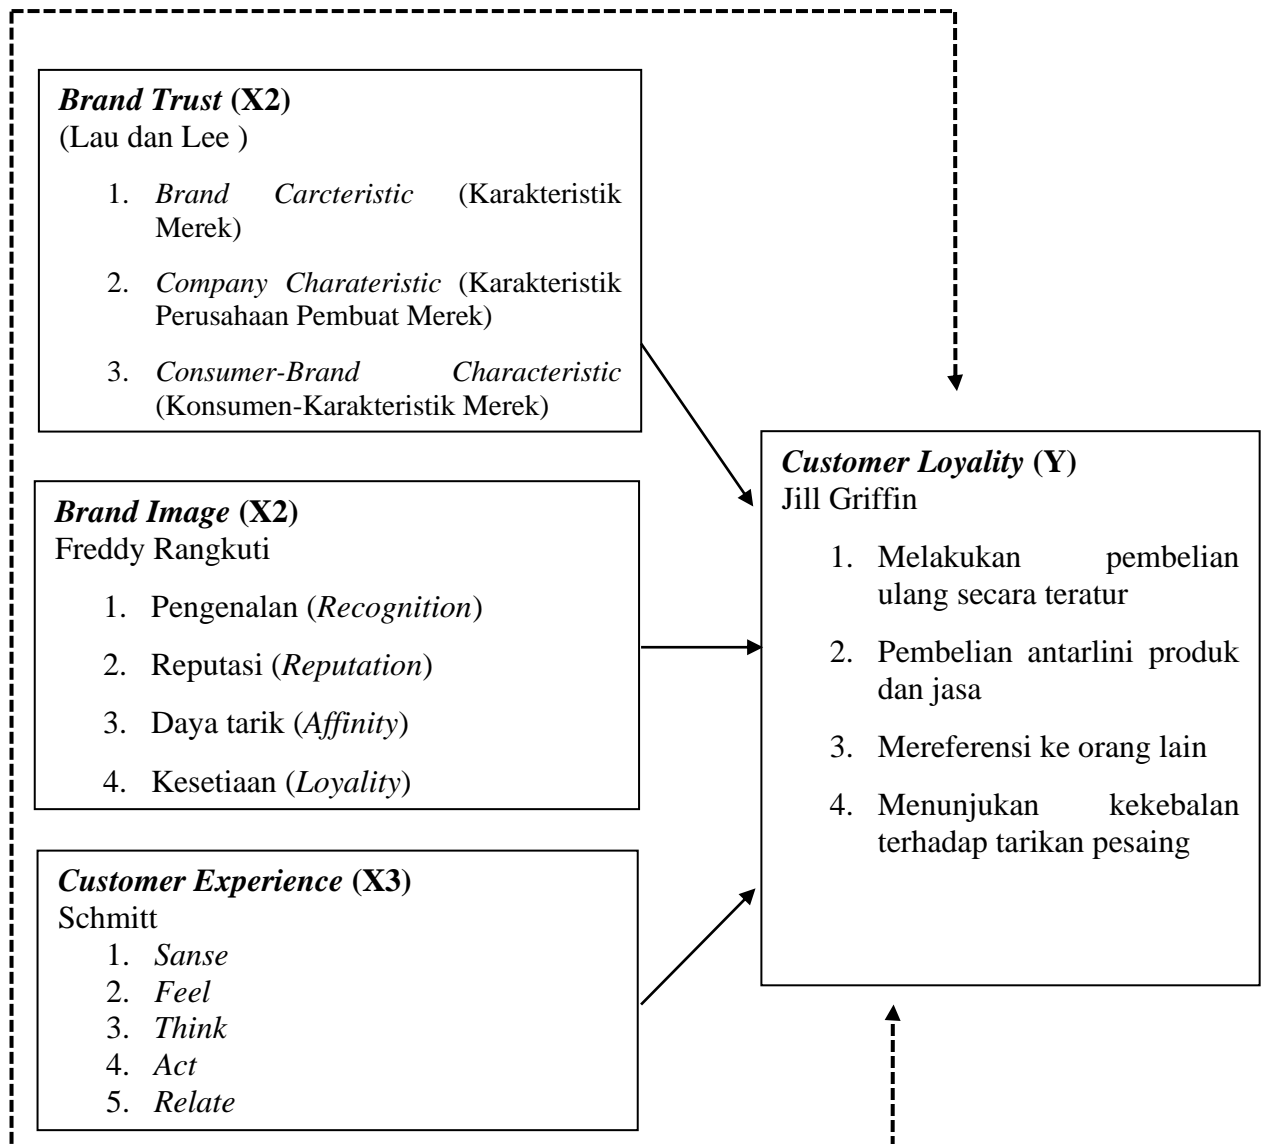 Brand Trust (X2)
(Lau dan Lee )
1. Brand Carcteristic (Karakteristik
Merek)
2. Company Charateristic (Karakteristik
Perusahaan Pembuat Merek)
3. Consumer-Brand Characteristic
(Konsumen-Karakteristik Merek)
Brand Image (X2)
Freddy Rangkuti
1. Pengenalan (Recognition)
2. Reputasi (Reputation)
3. Daya tarik (Affinity)
4. Kesetiaan (Loyality)
Customer Experience (X3)
Schmitt
1. Sanse
2. Feel
3. Think
4. Act
5. Relate
Customer Loyality (Y)
Jill Griffin
1. Melakukan pembelian
ulang secara teratur
2. Pembelian antarlini produk
dan jasa
3. Mereferensi ke orang lain
4. Menunjukan kekebalan
terhadap tarikan pesaing